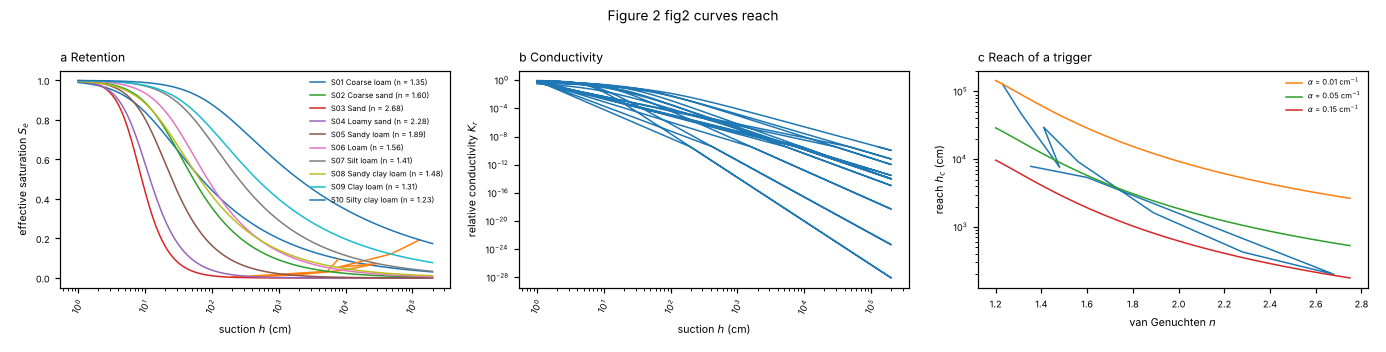 Figure 2 fig2 curves reach
a Retention
effective saturation Sₑ
1.0
0.8
0.6
0.4
0.2
0.0
S01 Coarse loam (n = 1.35)
S02 Coarse sand (n = 1.60)
S03 Sand (n = 2.68)
S04 Loamy sand (n = 2.28)
S05 Sandy loam (n = 1.89)
S06 Loam (n = 1.56)
S07 Silt loam (n = 1.41)
S08 Sandy clay loam (n = 1.48)
S09 Clay loam (n = 1.31)
S10 Silty clay loam (n = 1.23)
10⁰ 10¹ 10² 10³ 10⁴ 10⁵
suction h (cm)
b Conductivity
relative conductivity Kᵣ
10⁰
10⁻⁴
10⁻⁸
10⁻¹²
10⁻¹⁶
10⁻²⁰
10⁻²⁴
10⁻²⁸
10⁰ 10¹ 10² 10³ 10⁴ 10⁵
suction h (cm)
c Reach of a trigger
reach h_c (cm)
10⁵
10⁴
10³
α = 0.01 cm⁻¹
α = 0.05 cm⁻¹
α = 0.15 cm⁻¹
1.2 1.4 1.6 1.8 2.0 2.2 2.4 2.6 2.8
van Genuchten n